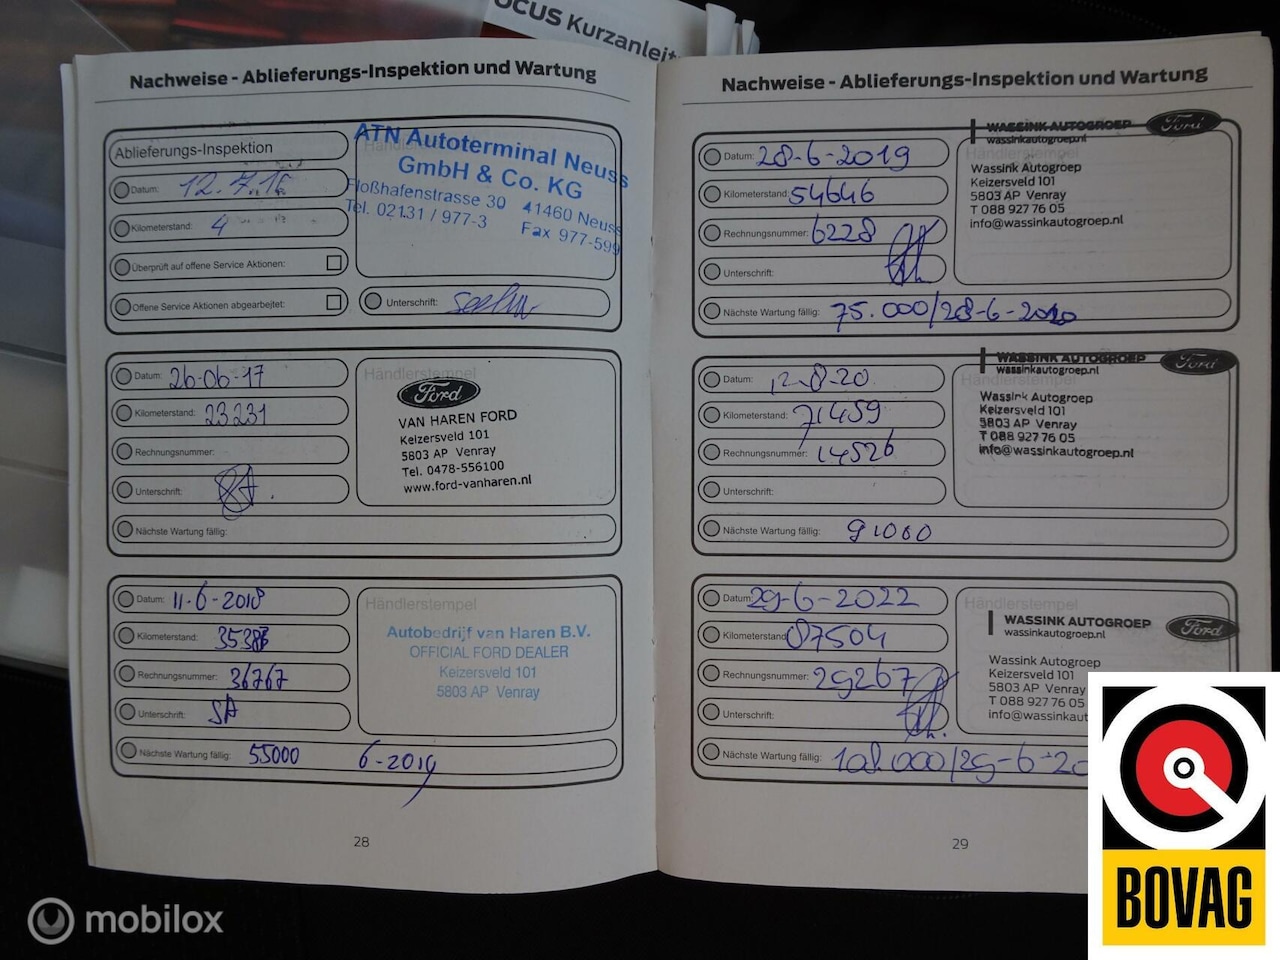 OCUS Kurzanleit
Nachweise - Ablieferungs-Inspektion und Wartung
Ablieferungs-Inspektion
Datum: 12.7.16
Kilometerstand: 4
Überprüft auf offene Service Aktionen:
Offene Service Aktionen abgearbeitet:
ATN Autoterminal Neuss
GmbH & Co. KG
Floßhafenstrasse 30 41460 Neuss
Tel. 02131 / 977-3 Fax 977-599
Unterschrift:
Datum: 26-06-17
Kilometerstand: 23231
Rechnungsnummer:
Unterschrift:
Nächste Wartung fällig:
Händlerstempel
Ford
VAN HAREN FORD
Keizersveld 101
5803 AP Venray
Tel. 0478-556100
www.ford-vanharen.nl
Datum: 11-6-2018
Kilometerstand:
Rechnungsnummer: 36767
Unterschrift: SA
Nächste Wartung fällig: 55000 6-2019
Händlerstempel
Autobedrijf van Haren B.V.
OFFICIAL FORD DEALER
Keizersveld 101
5803 AP Venray
28
Nachweise - Ablieferungs-Inspektion und Wartung
Datum: 28-6-2019
Kilometerstand: 54646
Rechnungsnummer: 6228
Unterschrift:
Nächste Wartung fällig: 75.000/28-6-2020
WASSINK AUTOGROEP Ford
wassinkautogroep.nl
Händlerstempel
Wassink Autogroep
Keizersveld 101
5803 AP Venray
T 088 927 76 05
info@wassinkautogroep.nl
Datum: 12-8-20
Kilometerstand: 71459
Rechnungsnummer: 14526
Unterschrift:
Nächste Wartung fällig: 91000
WASSINK AUTOGROEP Ford
wassinkautogroep.nl
Händlerstempel
Wassink Autogroep
Keizersveld 101
5803 AP Venray
T 088 927 76 05
info@wassinkautogroep.nl
Datum: 29-6-2022
Kilometerstand: 87504
Rechnungsnummer: 29267
Unterschrift:
Nächste Wartung fällig:
Händlerstempel
WASSINK AUTOGROEP Ford
wassinkautogroep.nl
Wassink Autogroep
Keizersveld 101
5803 AP Venray
T 088 927 76 05
info@wassinkaut
29
BOVAG
mobilox